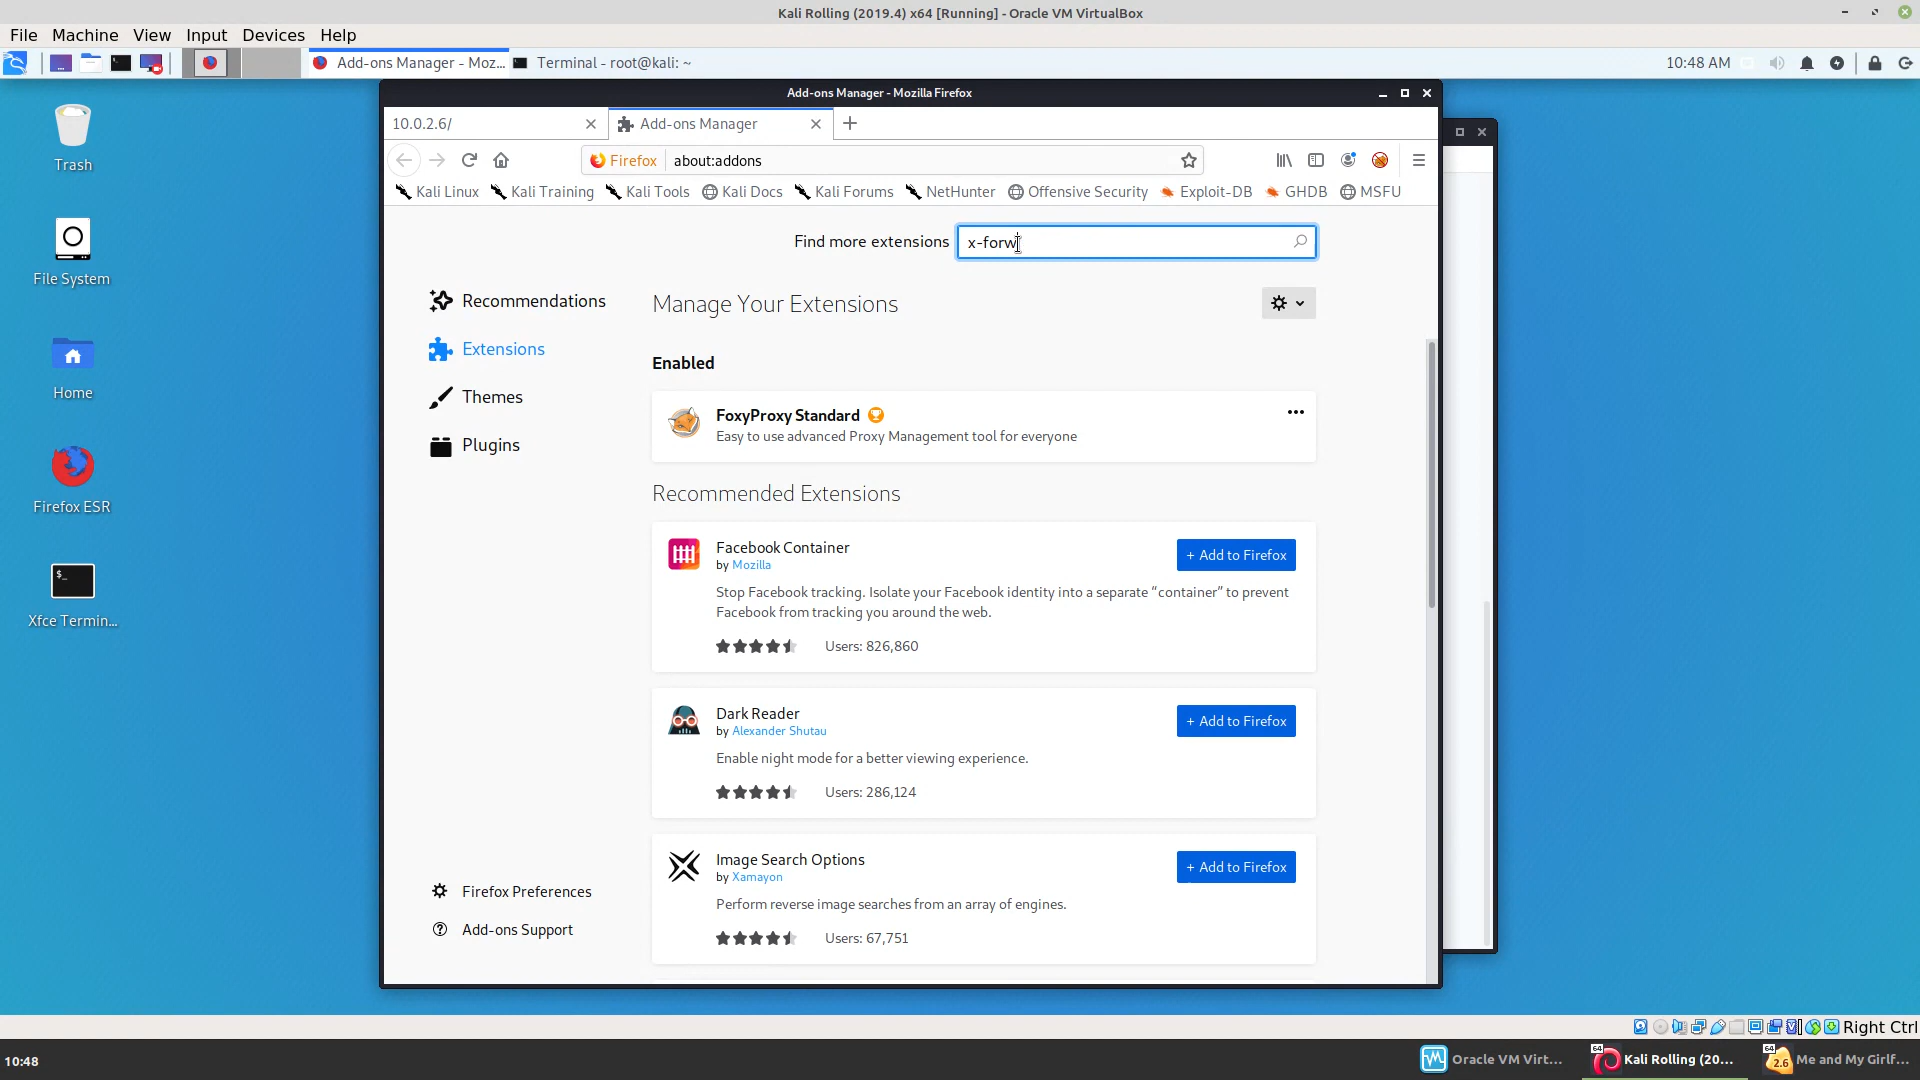 Kali Rolling (2019.4) x64 [Running] - Oracle VM VirtualBox
File Machine View Input Devices Help
Add-ons Manager - Moz... Terminal - root@kali: ~ 10:48 AM
Add-ons Manager - Mozilla Firefox
10.0.2.6/ Add-ons Manager
Firefox about:addons
Kali Linux Kali Training Kali Tools Kali Docs Kali Forums NetHunter Offensive Security Exploit-DB GHDB MSFU
Find more extensions x-forw
Trash
File System
Home
Firefox ESR
$_
Xfce Termin...
Recommendations
Extensions
Themes
Plugins
Firefox Preferences
Add-ons Support
Manage Your Extensions
Enabled
FoxyProxy Standard
Easy to use advanced Proxy Management tool for everyone
Recommended Extensions
Facebook Container
by Mozilla
+ Add to Firefox
Stop Facebook tracking. Isolate your Facebook identity into a separate “container” to prevent
Facebook from tracking you around the web.
Users: 826,860
Dark Reader
by Alexander Shutau
+ Add to Firefox
Enable night mode for a better viewing experience.
Users: 286,124
Image Search Options
by Xamayon
+ Add to Firefox
Perform reverse image searches from an array of engines.
Users: 67,751
Right Ctrl
10:48
Oracle VM Virt...
64
Kali Rolling (20...
64
2.6
Me and My Girlf...